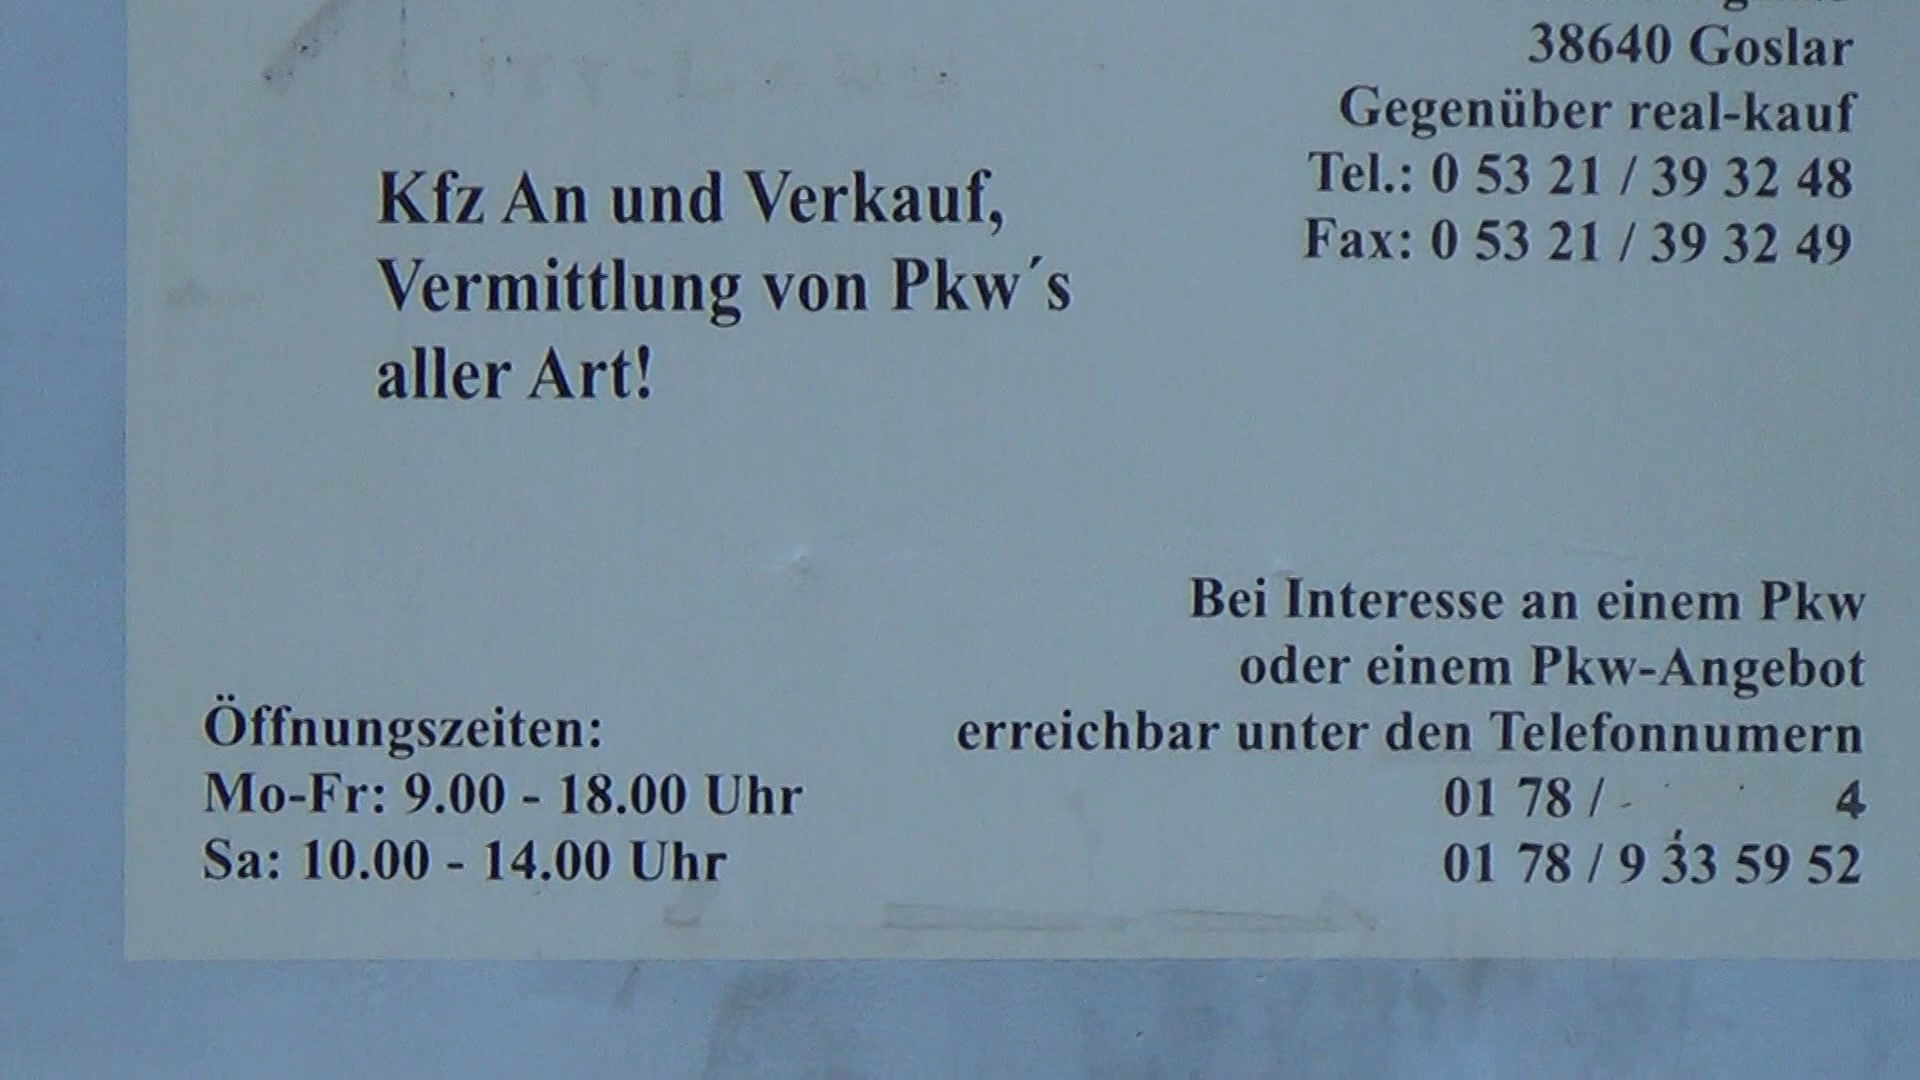 38640 Goslar
Gegenüber real-kauf
Tel.: 0 53 21 / 39 32 48
Fax: 0 53 21 / 39 32 49
Kfz An und Verkauf,
Vermittlung von Pkw´s
aller Art!
Bei Interesse an einem Pkw
oder einem Pkw-Angebot
erreichbar unter den Telefonnumern
01 78 / 4
01 78 / 9 33 59 52
Öffnungszeiten:
Mo-Fr: 9.00 - 18.00 Uhr
Sa: 10.00 - 14.00 Uhr